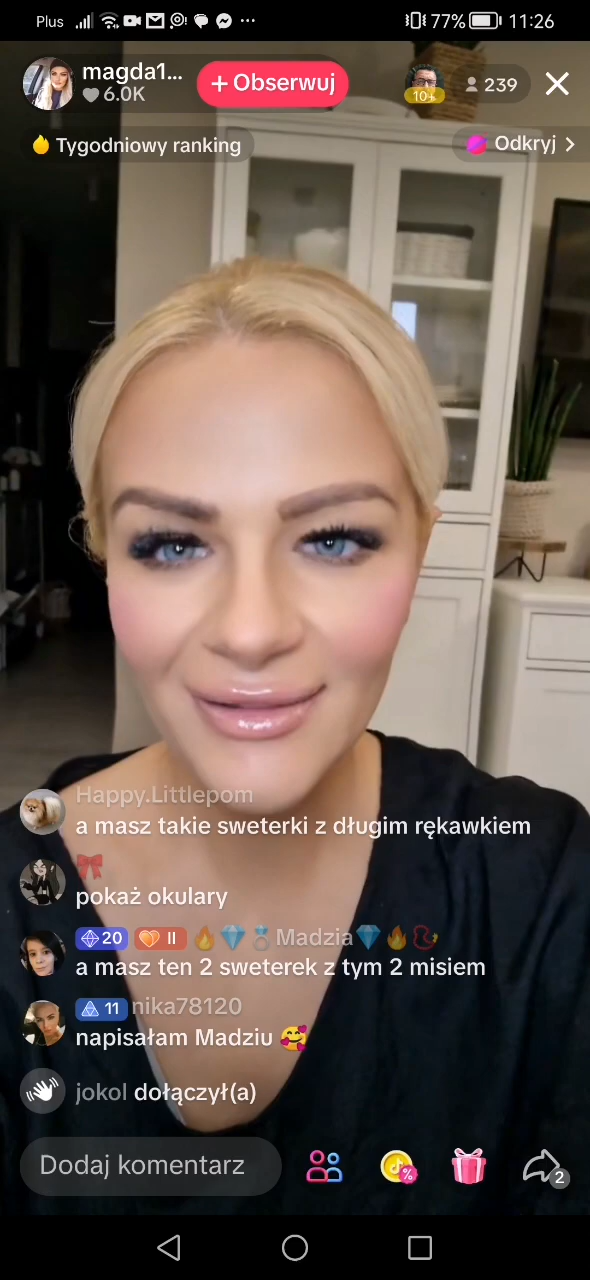 Plus
77%
11:26
magda1...
6.0K
+ Obserwuj
10+
239
Tygodniowy ranking
Odkryj >
Happy.Littlepom
a masz takie sweterki z długim rękawkiem
pokaż okulary
20 II 🔥💎💍Madzia💎🔥📿
a masz ten 2 sweterek z tym 2 misiem
11 nika78120
napisałam Madziu 🥰
jokol dołączył(a)
Dodaj komentarz
%
2